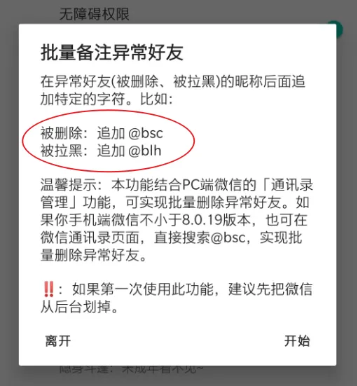 无障碍权限
批量备注异常好友
在异常好友(被删除、被拉黑)的昵称后面追
加特定的字符。比如：
被删除：追加 @bsc
被拉黑：追加 @blh
温馨提示：本功能结合PC端微信的「通讯录
管理」功能，可实现批量删除异常好友。如
果你手机端微信不小于8.0.19版本，也可在
微信通讯录页面，直接搜索@bsc，实现批
量删除异常好友。
‼️：如果第一次使用此功能，建议先把微信
从后台划掉。
离开
开始